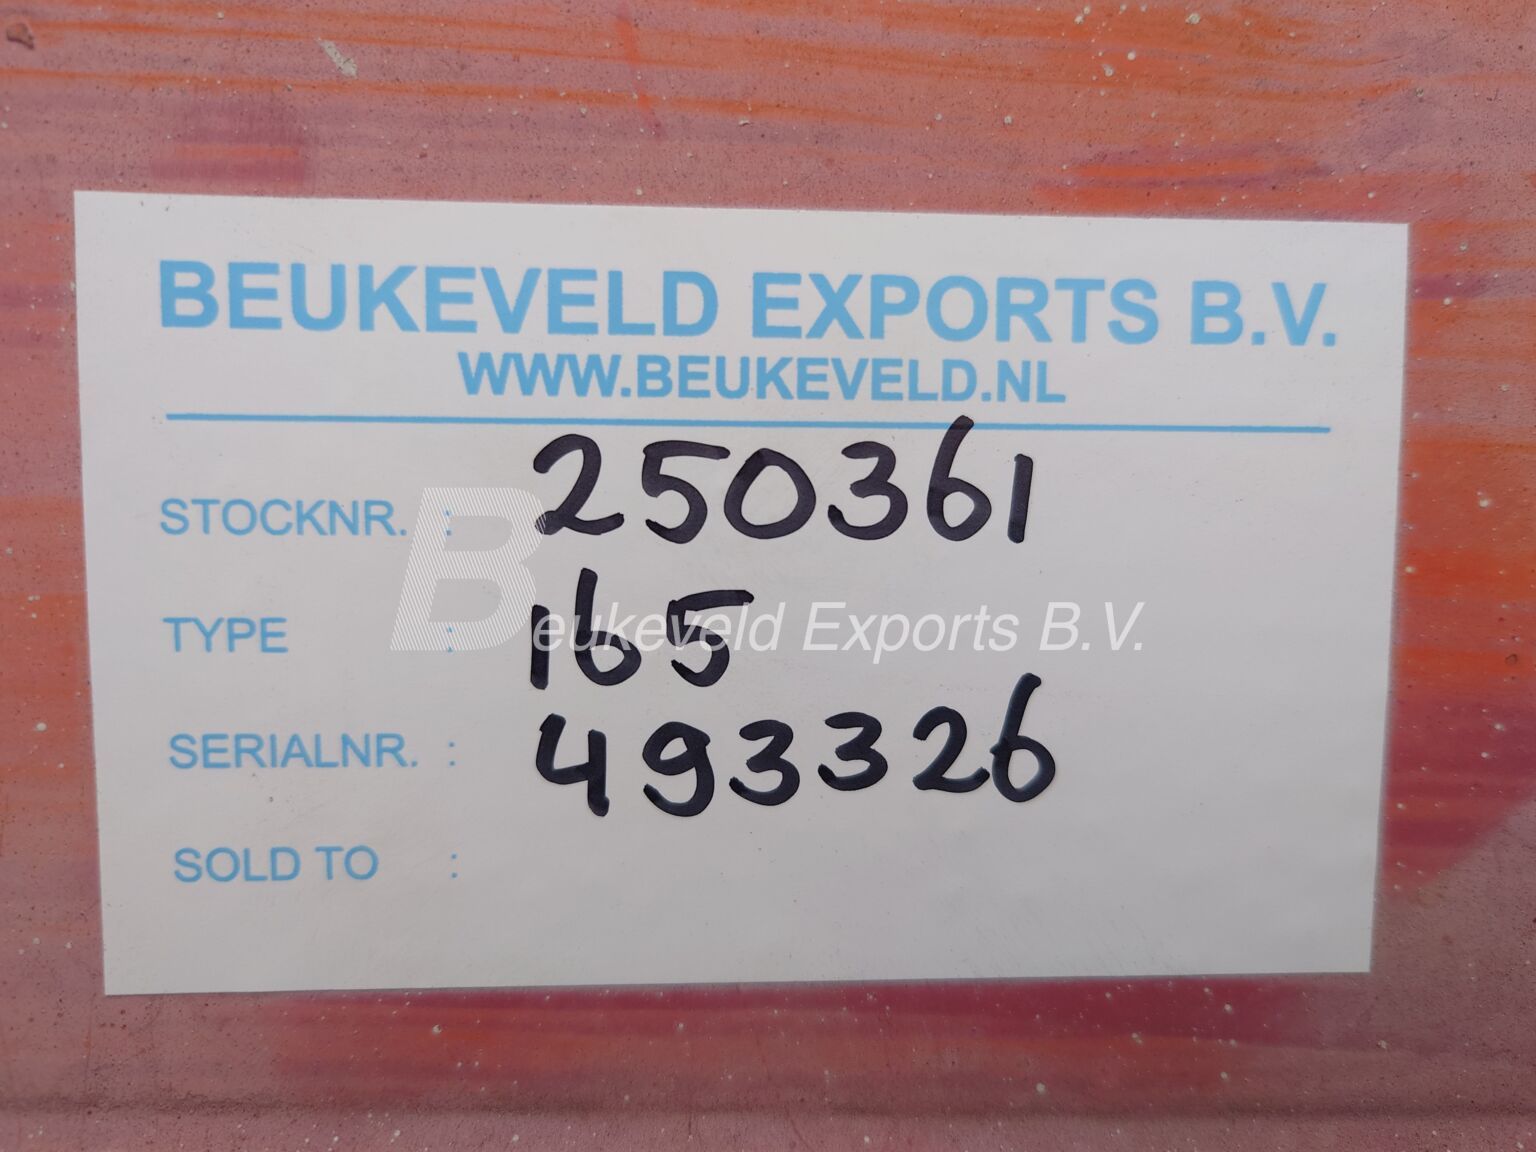 BEUKEVELD EXPORTS B.V.
WWW.BEUKEVELD.NL
STOCKNR. : 250361
TYPE : 165
Beukeveld Exports B.V.
SERIALNR. : 493326
SOLD TO :